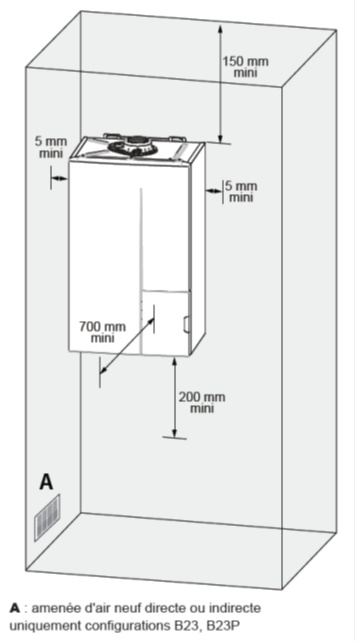 150 mm
mini
5 mm
mini
5 mm
mini
700 mm
mini
200 mm
mini
A
A : amenée d'air neuf directe ou indirecte
uniquement configurations B23, B23P